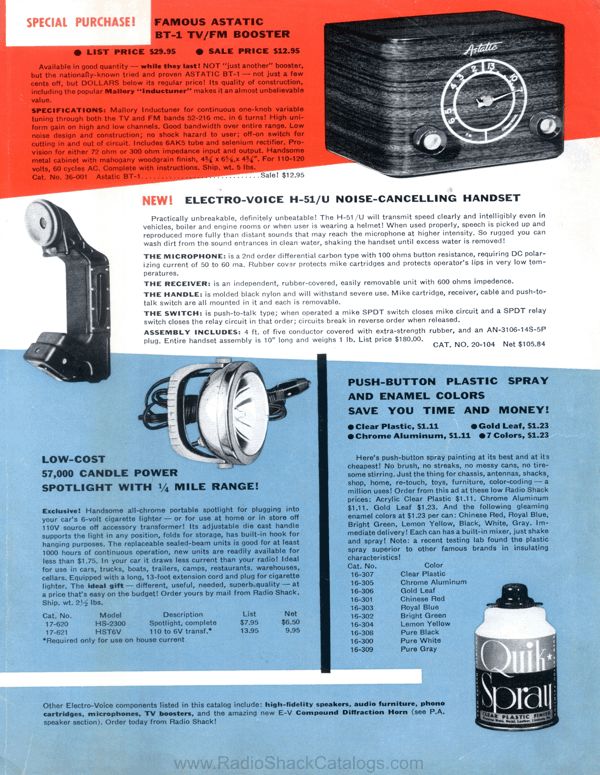 SPECIAL PURCHASE!
FAMOUS ASTATIC
BT-1 TV/FM BOOSTER
● LIST PRICE $29.95 ● SALE PRICE $12.95
Available in good quantity — while they last! NOT "just another" booster,
but the nationally-known tried and proven ASTATIC BT-1 — not just a few
cents off, but DOLLARS below its regular price! Its quality of construction,
including the popular Mallory "Inductuner" makes it an almost unbelievable
value.
SPECIFICATIONS: Mallory Inductuner for continuous one-knob variable
tuning through both the TV and FM bands 52-216 mc. in 6 turns! High uni-
form gain on high and low channels. Good bandwidth over entire range. Low
noise design and construction; no shock hazard to user; off-on switch for
cutting in and out of circuit. Includes 6AK5 tube and selenium rectifier. Pro-
vision for either 72 ohm or 300 ohm impedance input and output. Handsome
metal cabinet with mahogany woodgrain finish, For 110-120
volts, 60 cycles AC. Complete with instructions. Ship. wt. 5 lbs.
Cat. No. 36-001 Astatic BT-1..............................Sale! $12.95
Astatic
NEW! ELECTRO-VOICE H-51/U NOISE-CANCELLING HANDSET
Practically unbreakable, definitely unbeatable! The H-51/U will transmit speed clearly and intelligibly even in
vehicles, boiler and engine rooms or when user is wearing a helmet! When used properly, speech is picked up and
reproduced more fully than distant sounds that may reach the microphone at higher intensity. So rugged you can
wash dirt from the sound entrances in clean water, shaking the handset until excess water is removed!
THE MICROPHONE: is a 2nd order differential carbon type with 100 ohms button resistance, requiring DC polar-
izing current of 50 to 60 ma. Rubber cover protects mike cartridges and protects operator's lips in very low tem-
peratures.
THE RECEIVER: is an independent, rubber-covered, easily removable unit with 600 ohms impedence.
THE HANDLE: is molded black nylon and will withstand severe use. Mike cartridge, receiver, cable and push-to-
talk switch are all mounted in it and each is removable.
THE SWITCH: is push-to-talk type; when operated a mike SPDT switch closes mike circuit and a SPDT relay
switch closes the relay circuit in that order; circuits break in reverse order when released.
ASSEMBLY INCLUDES: 4 ft. of five conductor covered with extra-strength rubber, and an AN-3106-14S-5P
plug. Entire handset assembly is 10" long and weighs 1 lb. List price $180.00. CAT. NO. 20-104 Net $105.84
LOW-COST
57,000 CANDLE POWER
SPOTLIGHT WITH ¼ MILE RANGE!
Exclusive! Handsome all-chrome portable spotlight for plugging into
your car's 6-volt cigarette lighter — or for use at home or in store off
110V source off accessory transformer! Its adjustable die cast handle
supports the light in any position, folds for storage, has built-in hook for
hanging purposes. The replaceable sealed-beam units is good for at least
1000 hours of continuous operation, new units are readily available for
less than $1.75. In your car it draws less current than your radio! Ideal
for use in cars, trucks, boats, trailers, camps, restaurants, warehouses,
cellars. Equipped with a long, 13-foot extension cord and plug for cigarette
lighter. The ideal gift — different, useful, needed, superb.quality — at
a price that's easy on the budget! Order yours by mail from Radio Shack.
Ship. wt. 2½ lbs.
Cat. No. Model Description List Net
17-620 HS-2300 Spotlight, complete $7.95 $6.50
17-621 HST6V 110 to 6V transf.* 13.95 9.95
*Required only for use on house current
PUSH-BUTTON PLASTIC SPRAY
AND ENAMEL COLORS
SAVE YOU TIME AND MONEY!
● Clear Plastic, $1.11 ● Gold Leaf, $1.23
● Chrome Aluminum, $1.11 ● 7 Colors, $1.23
Here's push-button spray painting at its best and at its
cheapest! No brush, no streaks, no messy cans, no tire-
some stirring. Just the thing for chassis, antennas, shacks,
shop, home, re-touch, toys, furniture, color-coding — a
million uses! Order from this ad at these low Radio Shack
prices: Acrylic Clear Plastic $1.11. Chrome Aluminum
$1.11. Gold Leaf $1.23. And the following gleaming
enamel colors at $1.23 per can: Chinese Red, Royal Blue,
Bright Green, Lemon Yellow, Black, White, Gray. Im-
mediate delivery! Each can has a built-in mixer, just shake
and spray! Note: a recent testing lab found the plastic
spray superior to other famous brands in insulating
characteristics!
Cat. No. Color
16-307 Clear Plastic
16-305 Chrome Aluminum
16-306 Gold Leaf
16-301 Chinese Red
16-303 Royal Blue
16-302 Bright Green
16-304 Lemon Yellow
16-308 Pure Black
16-300 Pure White
16-309 Pure Gray
Quik
Spray
CLEAR PLASTIC FINISH
Other Electro-Voice components listed in this catalog include: high-fidelity speakers, audio furniture, phono
cartridges, microphones, TV boosters, and the amazing new E-V Compound Diffraction Horn (see P.A.
speaker section). Order today from Radio Shack!
www.RadioShackCatalogs.com